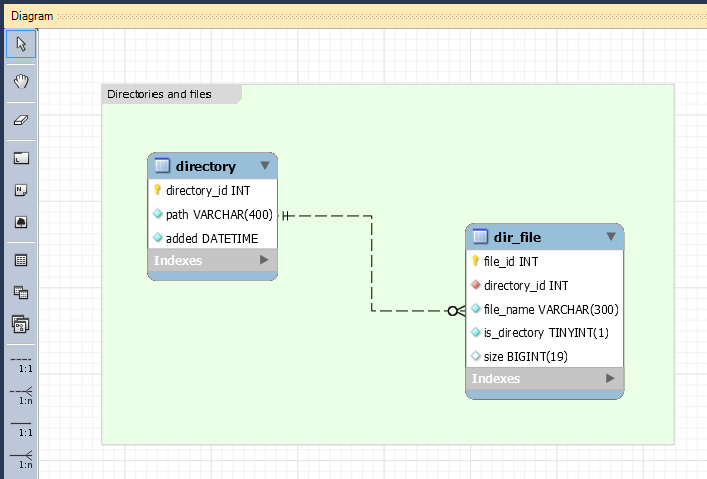 Diagram
Directories and files
directory
directory_id INT
path VARCHAR(400)
added DATETIME
Indexes
dir_file
file_id INT
directory_id INT
file_name VARCHAR(300)
is_directory TINYINT(1)
size BIGINT(19)
Indexes
1:1
1:n
1:1
1:n